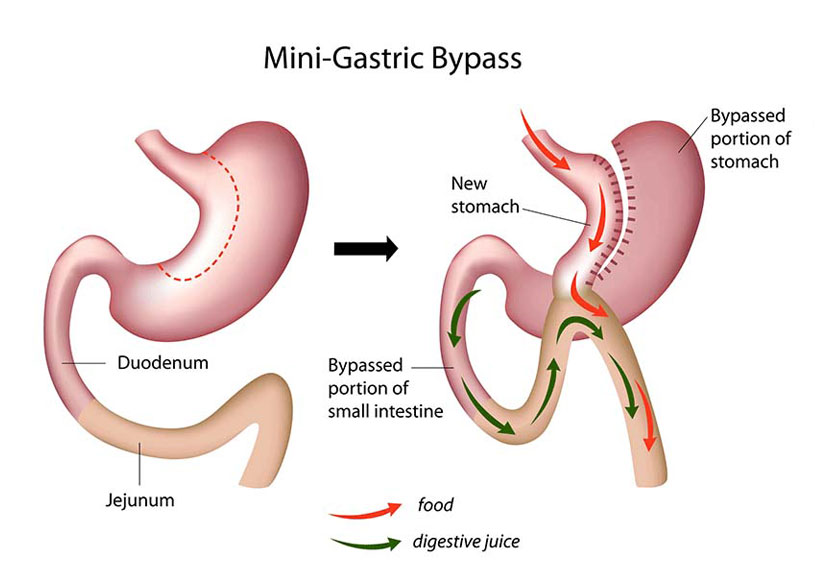 Mini-Gastric Bypass
Bypassed
portion of
stomach
New
stomach
Duodenum
Bypassed
portion of
small intestine
Jejunum
food
digestive juice